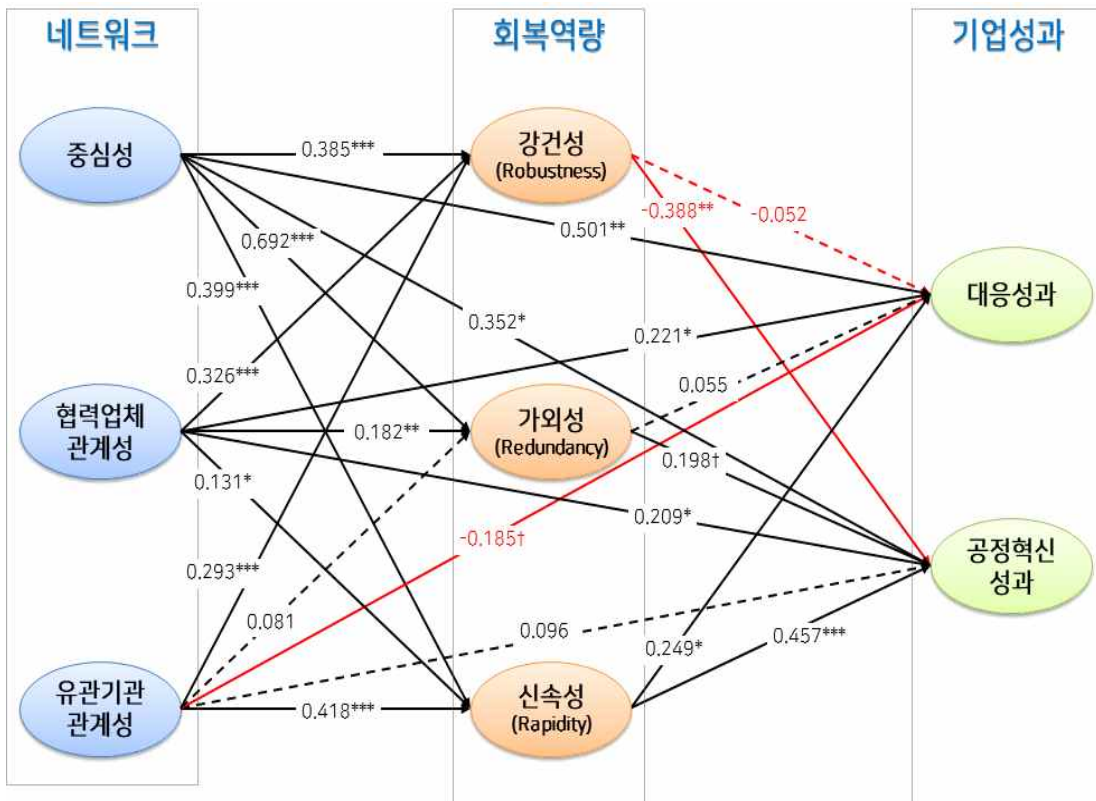 네트워크
회복역량
기업성과
중심성
강건성
(Robustness)
0.385***
-0.388**
-0.052
0.501**
0.692***
0.399***
0.352*
대응성과
0.221*
0.326***
0.055
협력업체
관계성
0.182**
가외성
(Redundancy)
0.198†
0.131*
0.209*
-0.185†
공정혁신
성과
0.293***
0.081
0.096
0.457***
0.249*
유관기관
관계성
0.418***
신속성
(Rapidity)